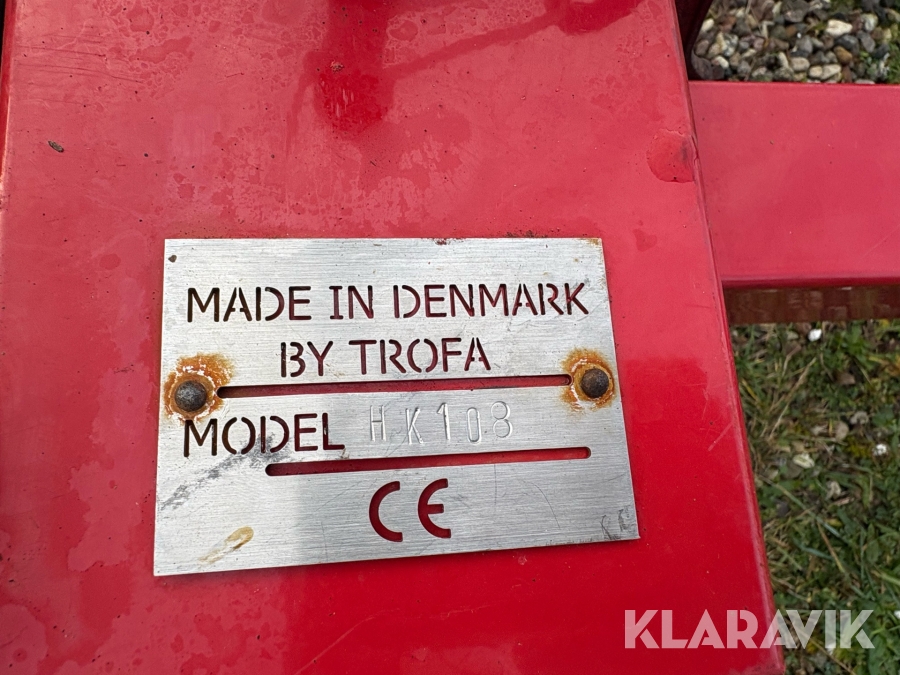 MADE IN DENMARK
BY TROFA
MODEL HK108
CE
KLARAVIK